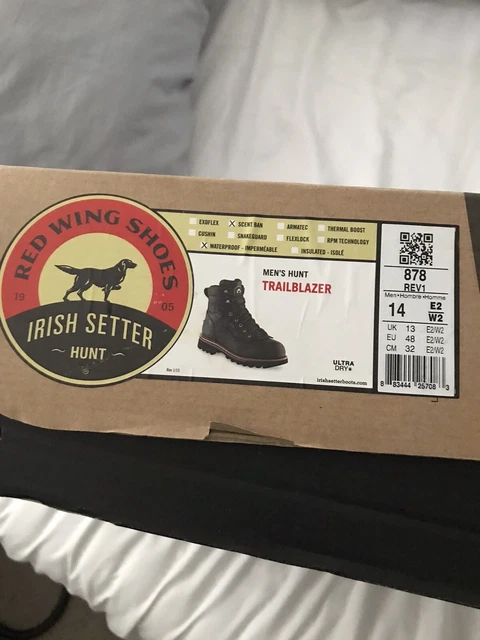 RED WING SHOES
19 05
IRISH SETTER
~ HUNT ~
EXOFLEX X SCENT BAN ARMATEC THERMAL BOOST
CUSHIN SNAKEGUARD FLEXLOCK RPM TECHNOLOGY
X WATERPROOF - IMPERMÉABLE INSULATED - ISOLÉ
MEN'S HUNT
TRAILBLAZER
ULTRA
DRY
irishsetterboots.com
878
REV1
Men•Hombre•Homme
14 E2
W2
UK 13 E2/W2
EU 48 E2/W2
CM 32 E2/W2
8 83444 25708 3